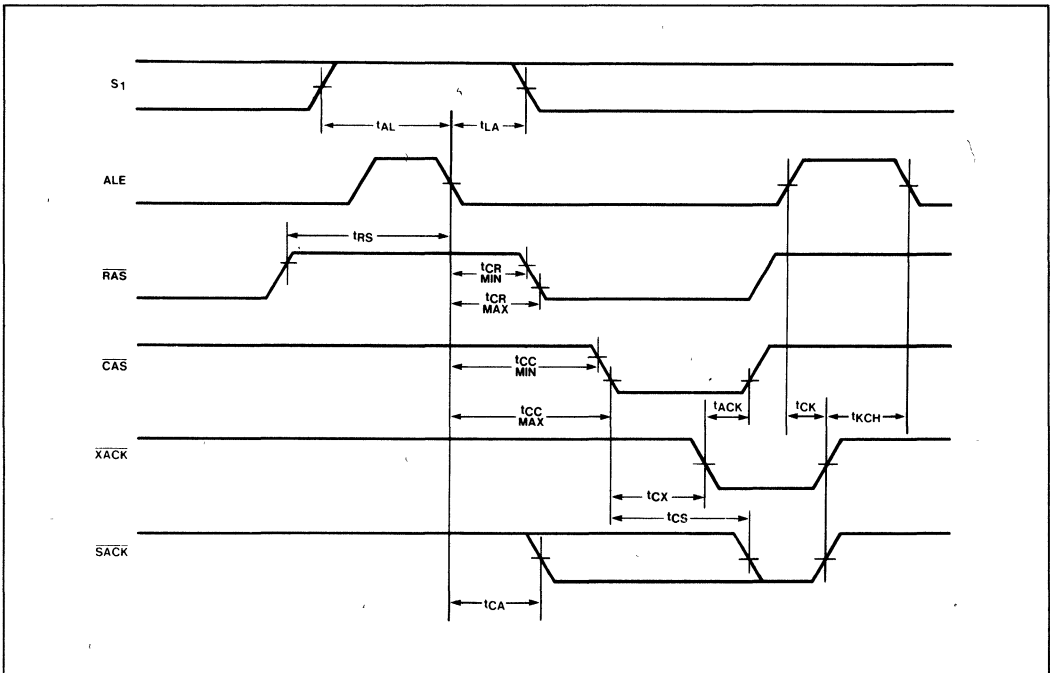 S1
tAL
tLA
ALE
tRS
RAS
tCR
MIN
tCR
MAX
CAS
tCC
MIN
tACK
tCK
tKCH
tCC
MAX
XACK
tCX
tCS
SACK
tCA